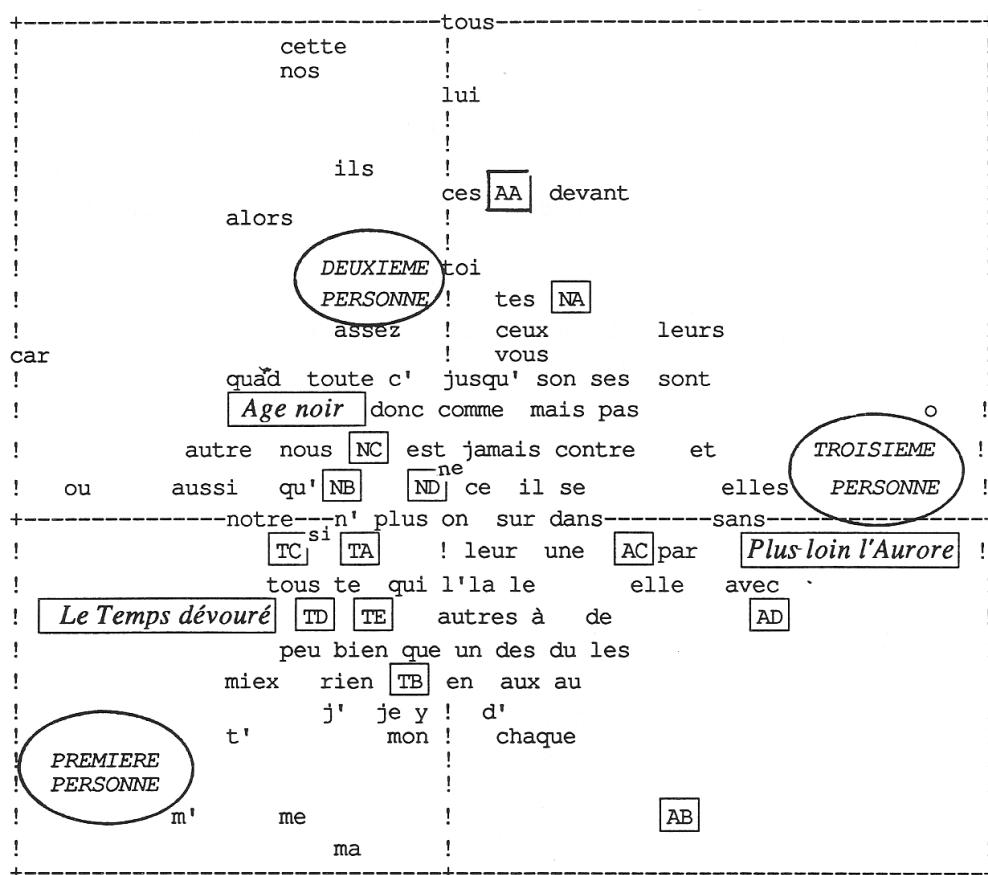 tous
cette
nos
lui
ils
ces AA devant
alors
DEUXIEME toi
PERSONNE tes NA
assez ceux leurs
car vous
quad toute c' jusqu' son ses sont
Age noir donc comme mais pas o
autre nous NC est jamais contre et TROISIEME
ne
ou aussi qu' NB ND ce il se elles PERSONNE
notre n' plus on sur dans sans
si
TC TA leur une AC par Plus loin l'Aurore
tous te qui l'la le elle avec
Le Temps dévouré TD TE autres à de AD
peu bien que un des du les
miex rien TB en aux au
j' je y d'
t' mon chaque
PREMIERE
PERSONNE
m' me AB
ma